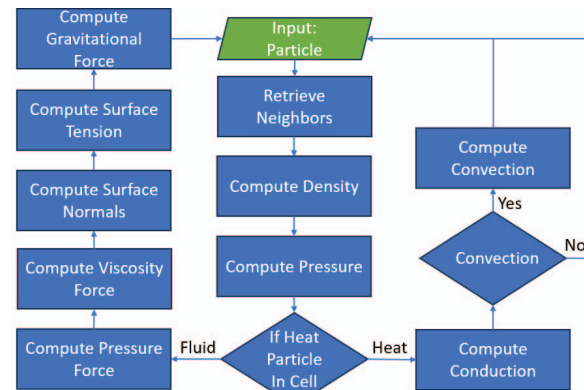 Compute
Gravitational
Force
Input:
Particle
Compute Surface
Tension
Retrieve
Neighbors
Compute
Convection
Compute Surface
Normals
Compute Density
Yes
Compute Viscosity
Force
Compute Pressure
Convection
No
Compute Pressure
Force
Fluid
If Heat
Particle
In Cell
Heat
Compute
Conduction